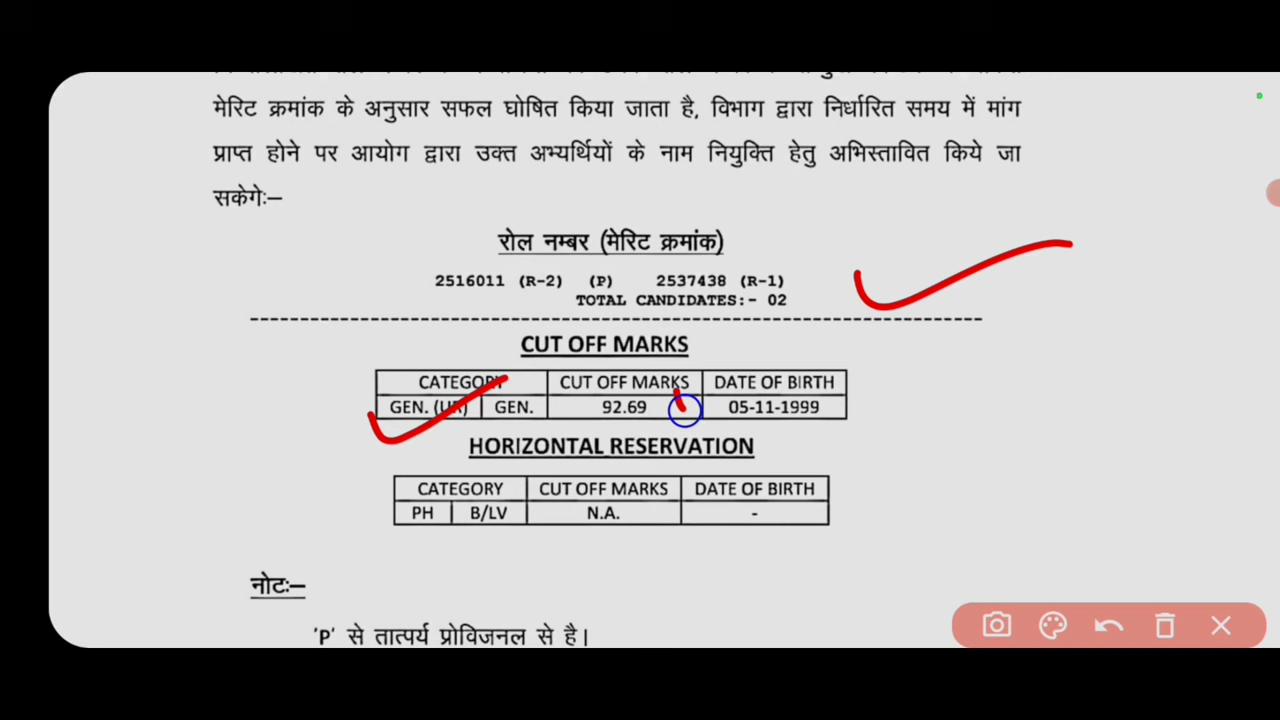 मेरिट क्रमांक के अनुसार सफल घोषित किया जाता है, विभाग द्वारा निर्धारित समय में मांग
प्राप्त होने पर आयोग द्वारा उक्त अभ्यर्थियों के नाम नियुक्ति हेतु अभिस्तावित किये जा
सकेगेः–
रोल नम्बर (मेरिट क्रमांक)
2516011 (R-2) (P) 2537438 (R-1)
TOTAL CANDIDATES:- 02
CUT OFF MARKS
CATEGORY CUT OFF MARKS DATE OF BIRTH
GEN. (UR) GEN. 92.69 05-11-1999
HORIZONTAL RESERVATION
CATEGORY CUT OFF MARKS DATE OF BIRTH
PH B/LV N.A. -
नोटः–
'P' से तात्पर्य प्रोविजनल से है।